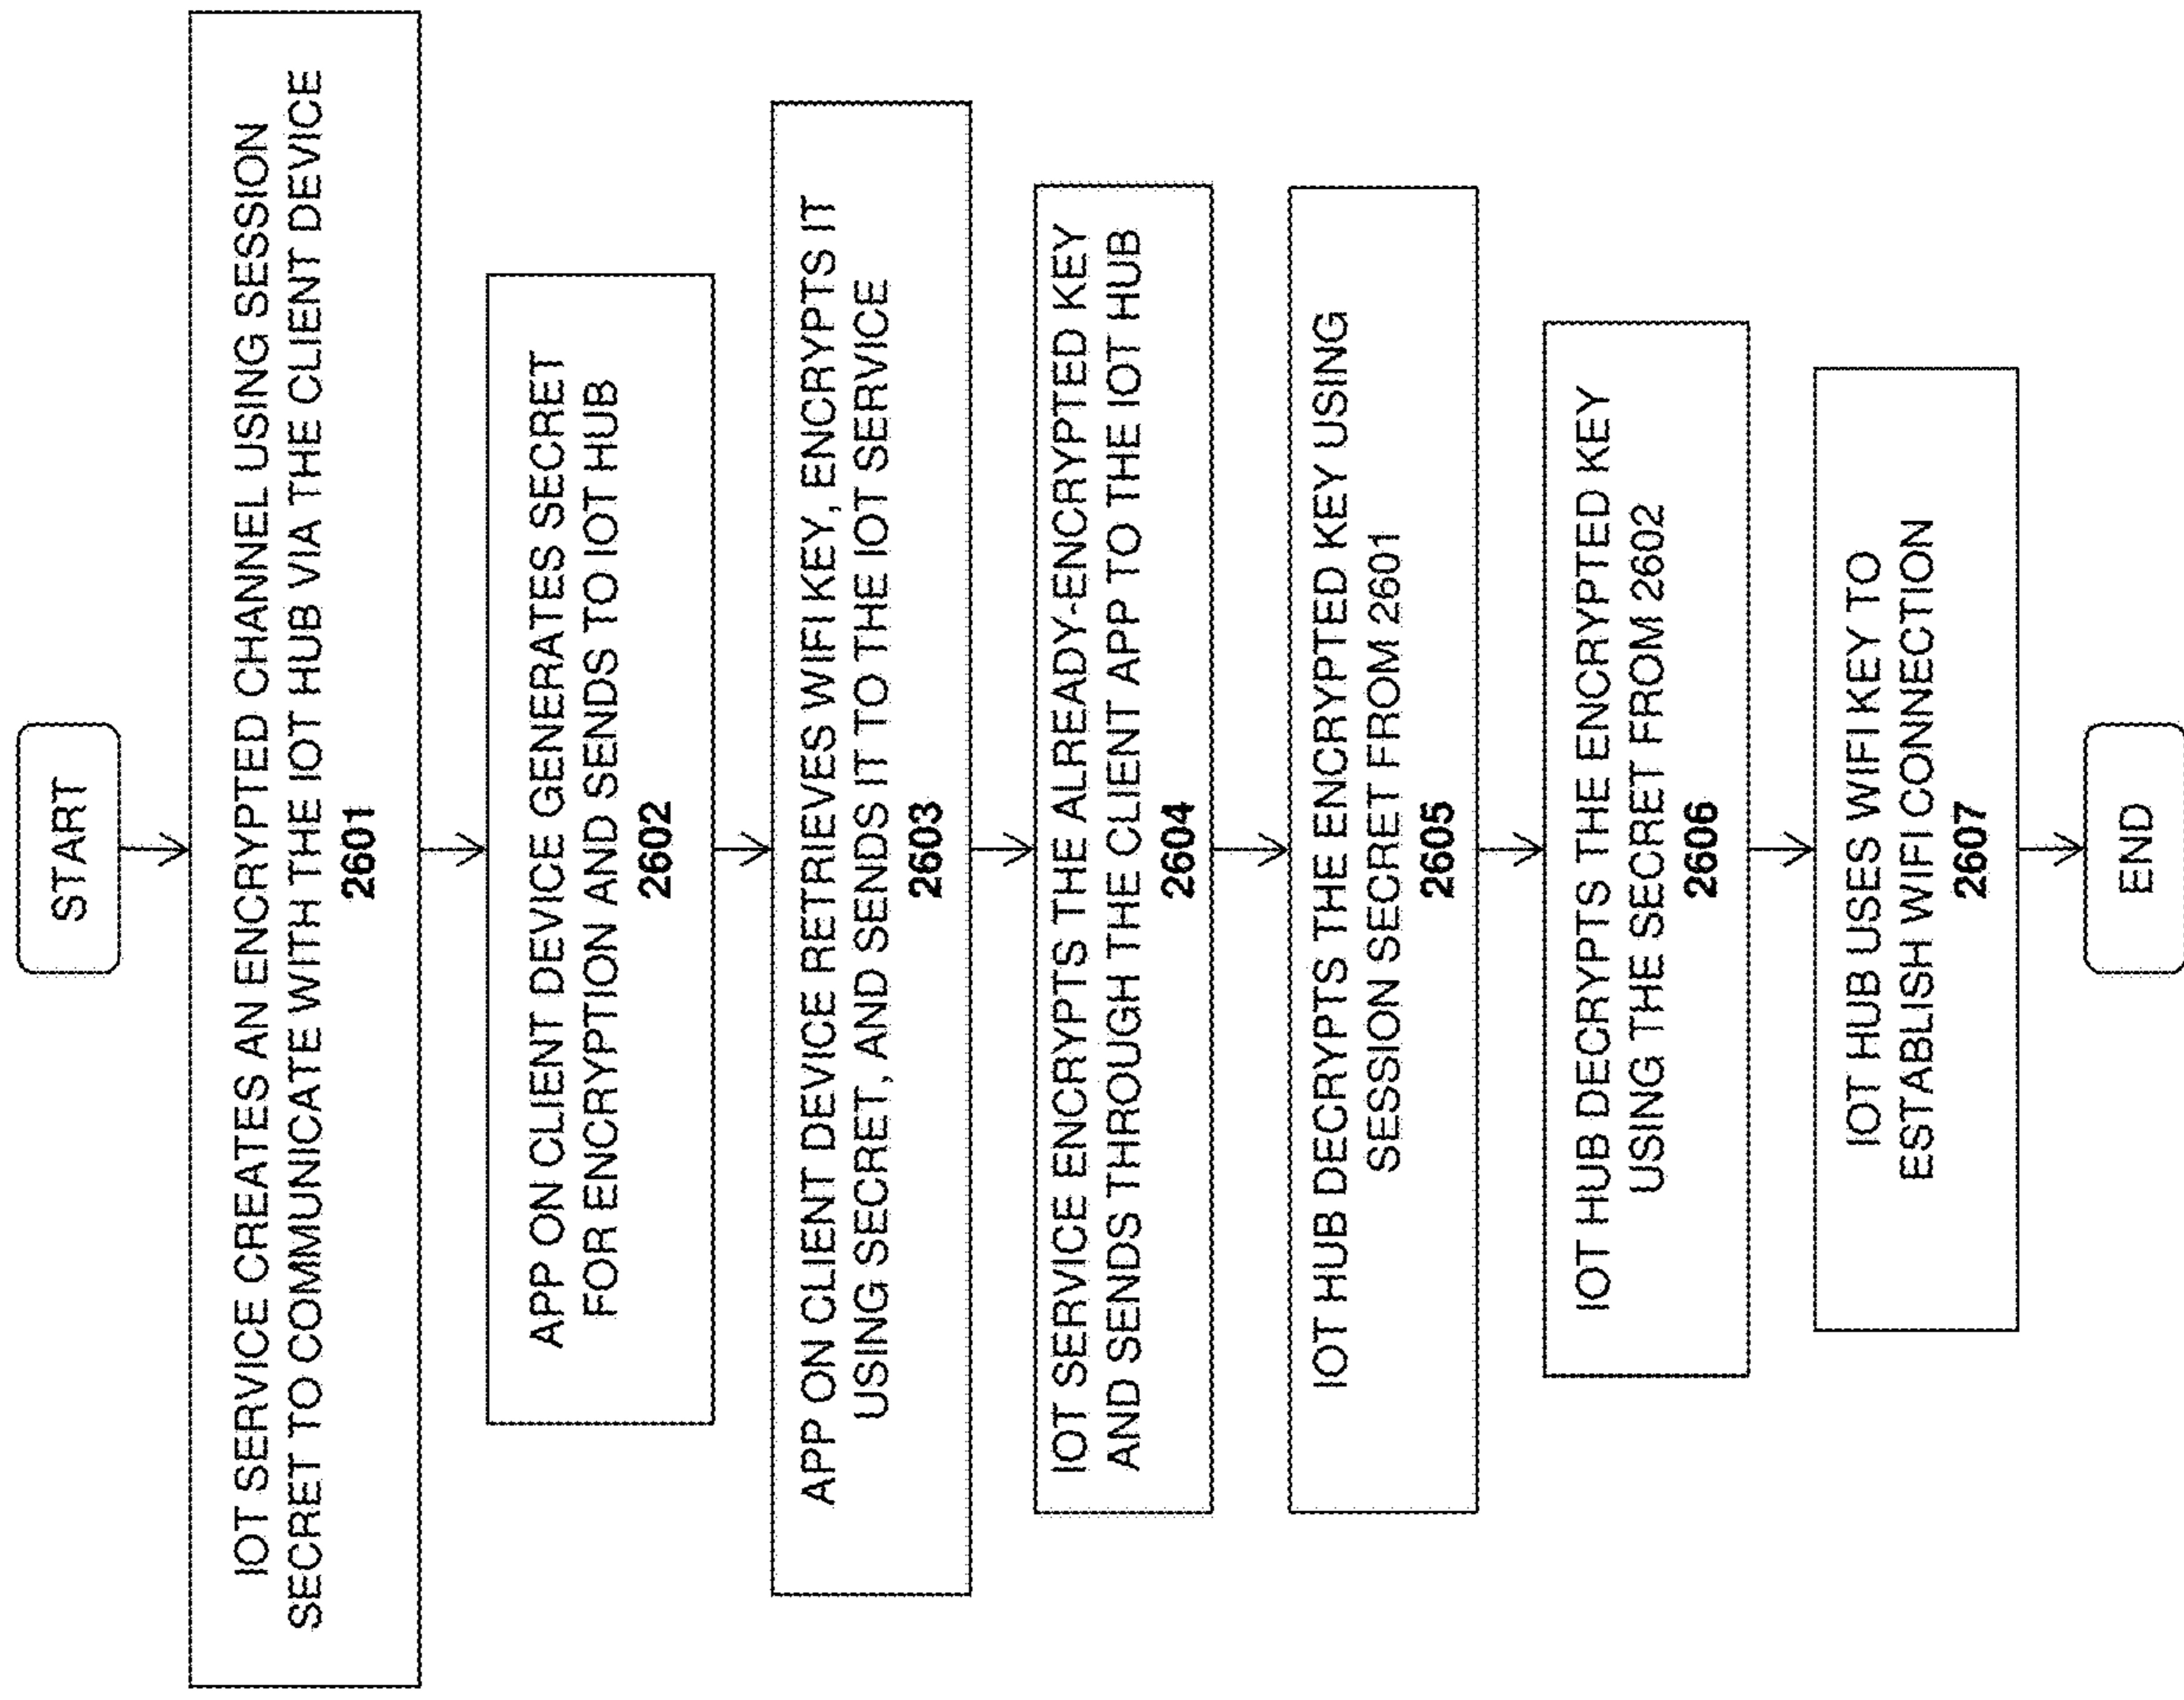 START
IOT SERVICE CREATES AN ENCRYPTED CHANNEL USING SESSION
SECRET TO COMMUNICATE WITH THE IOT HUB VIA THE CLIENT DEVICE
2601
APP ON CLIENT DEVICE GENERATES SECRET
FOR ENCRYPTION AND SENDS TO IOT HUB
2602
APP ON CLIENT DEVICE RETRIEVES WIFI KEY, ENCRYPTS IT
USING SECRET, AND SENDS IT TO THE IOT SERVICE
2603
IOT SERVICE ENCRYPTS THE ALREADY-ENCRYPTED KEY
AND SENDS THROUGH THE CLIENT APP TO THE IOT HUB
2604
IOT HUB DECRYPTS THE ENCRYPTED KEY USING
SESSION SECRET FROM 2601
2605
IOT HUB DECRYPTS THE ENCRYPTED KEY
USING THE SECRET FROM 2602
2606
IOT HUB USES WIFI KEY TO
ESTABLISH WIFI CONNECTION
2607
END